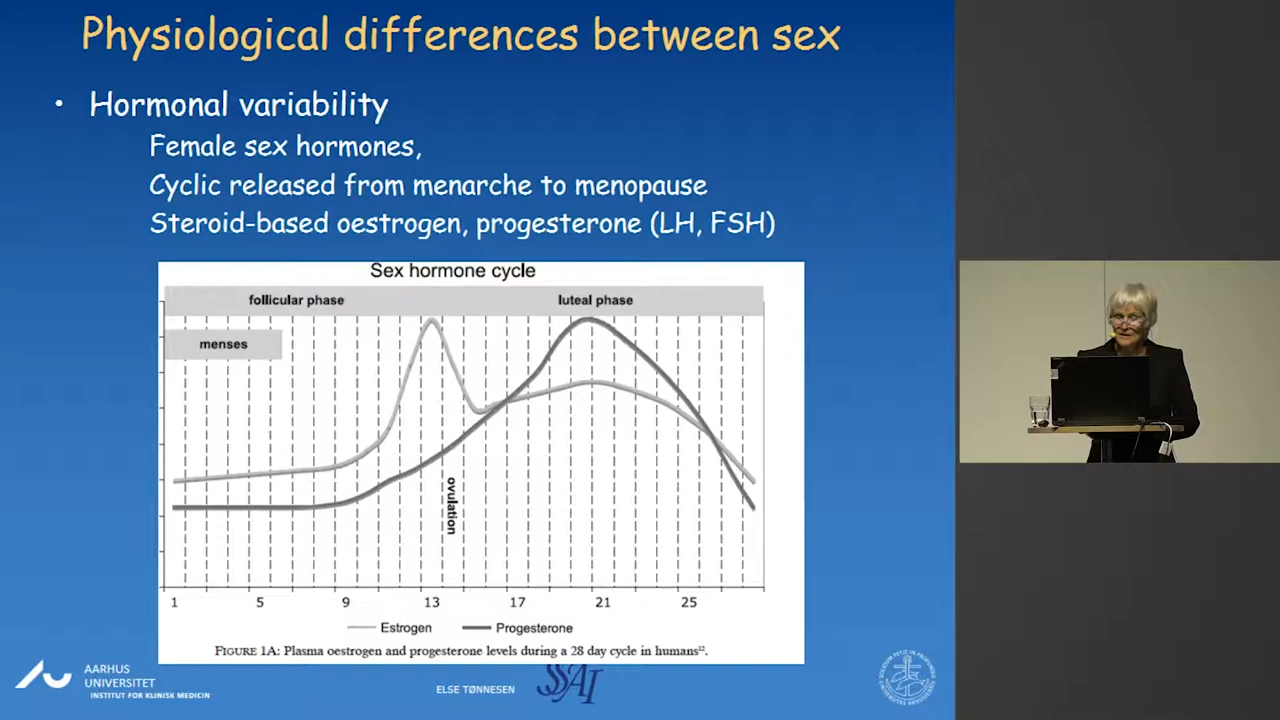 Physiological differences between sex
• Hormonal variability
Female sex hormones,
Cyclic released from menarche to menopause
Steroid-based oestrogen, progesterone (LH, FSH)
Sex hormone cycle
follicular phase luteal phase
menses
ovulation
1 5 9 13 17 21 25
Estrogen Progesterone
FIGURE 1A: Plasma oestrogen and progesterone levels during a 28 day cycle in humans¹².
AARHUS
UNIVERSITET
INSTITUT FOR KLINISK MEDICIN
ELSE TØNNESEN
SSAI